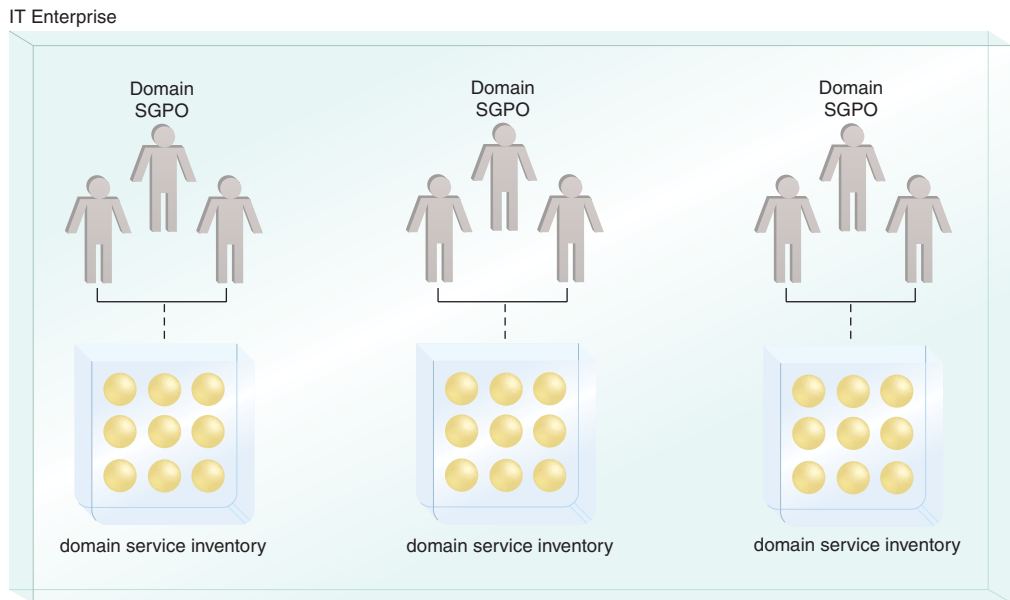 IT Enterprise
Domain
SGPO
Domain
SGPO
Domain
SGPO
domain service inventory
domain service inventory
domain service inventory